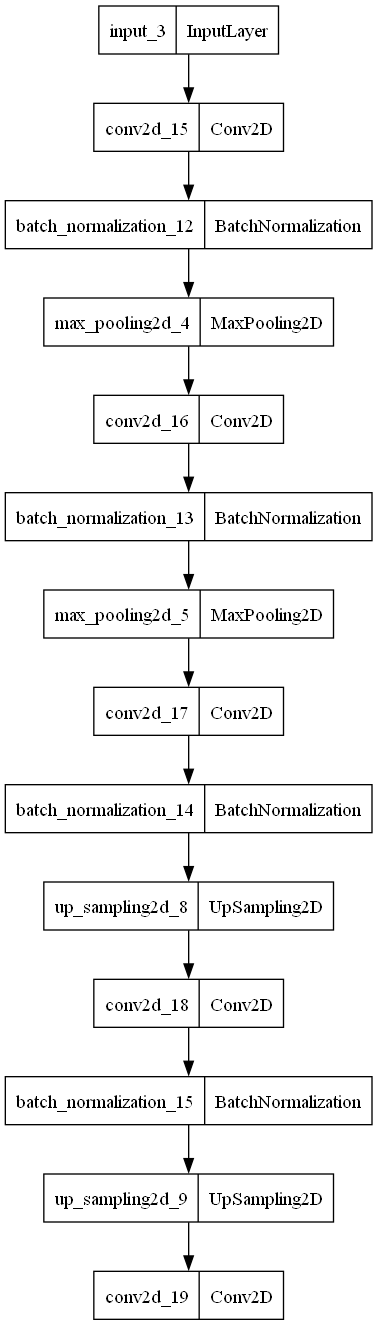 input_3 InputLayer
conv2d_15 Conv2D
batch_normalization_12 BatchNormalization
max_pooling2d_4 MaxPooling2D
conv2d_16 Conv2D
batch_normalization_13 BatchNormalization
max_pooling2d_5 MaxPooling2D
conv2d_17 Conv2D
batch_normalization_14 BatchNormalization
up_sampling2d_8 UpSampling2D
conv2d_18 Conv2D
batch_normalization_15 BatchNormalization
up_sampling2d_9 UpSampling2D
conv2d_19 Conv2D